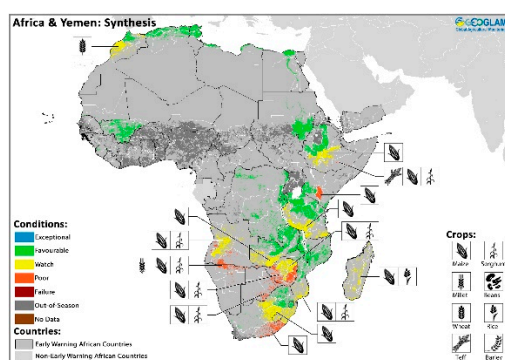 Africa & Yemen: Synthesis
GEOGLAM
Conditions:
Exceptional
Favourable
Watch
Poor
Failure
Out-of-Season
No Data
Countries:
Early Warning African Countries
Non-Early Warning African Countries
Crops:
Maize
Sorghum
Millet
Beans
Wheat
Rice
Teff